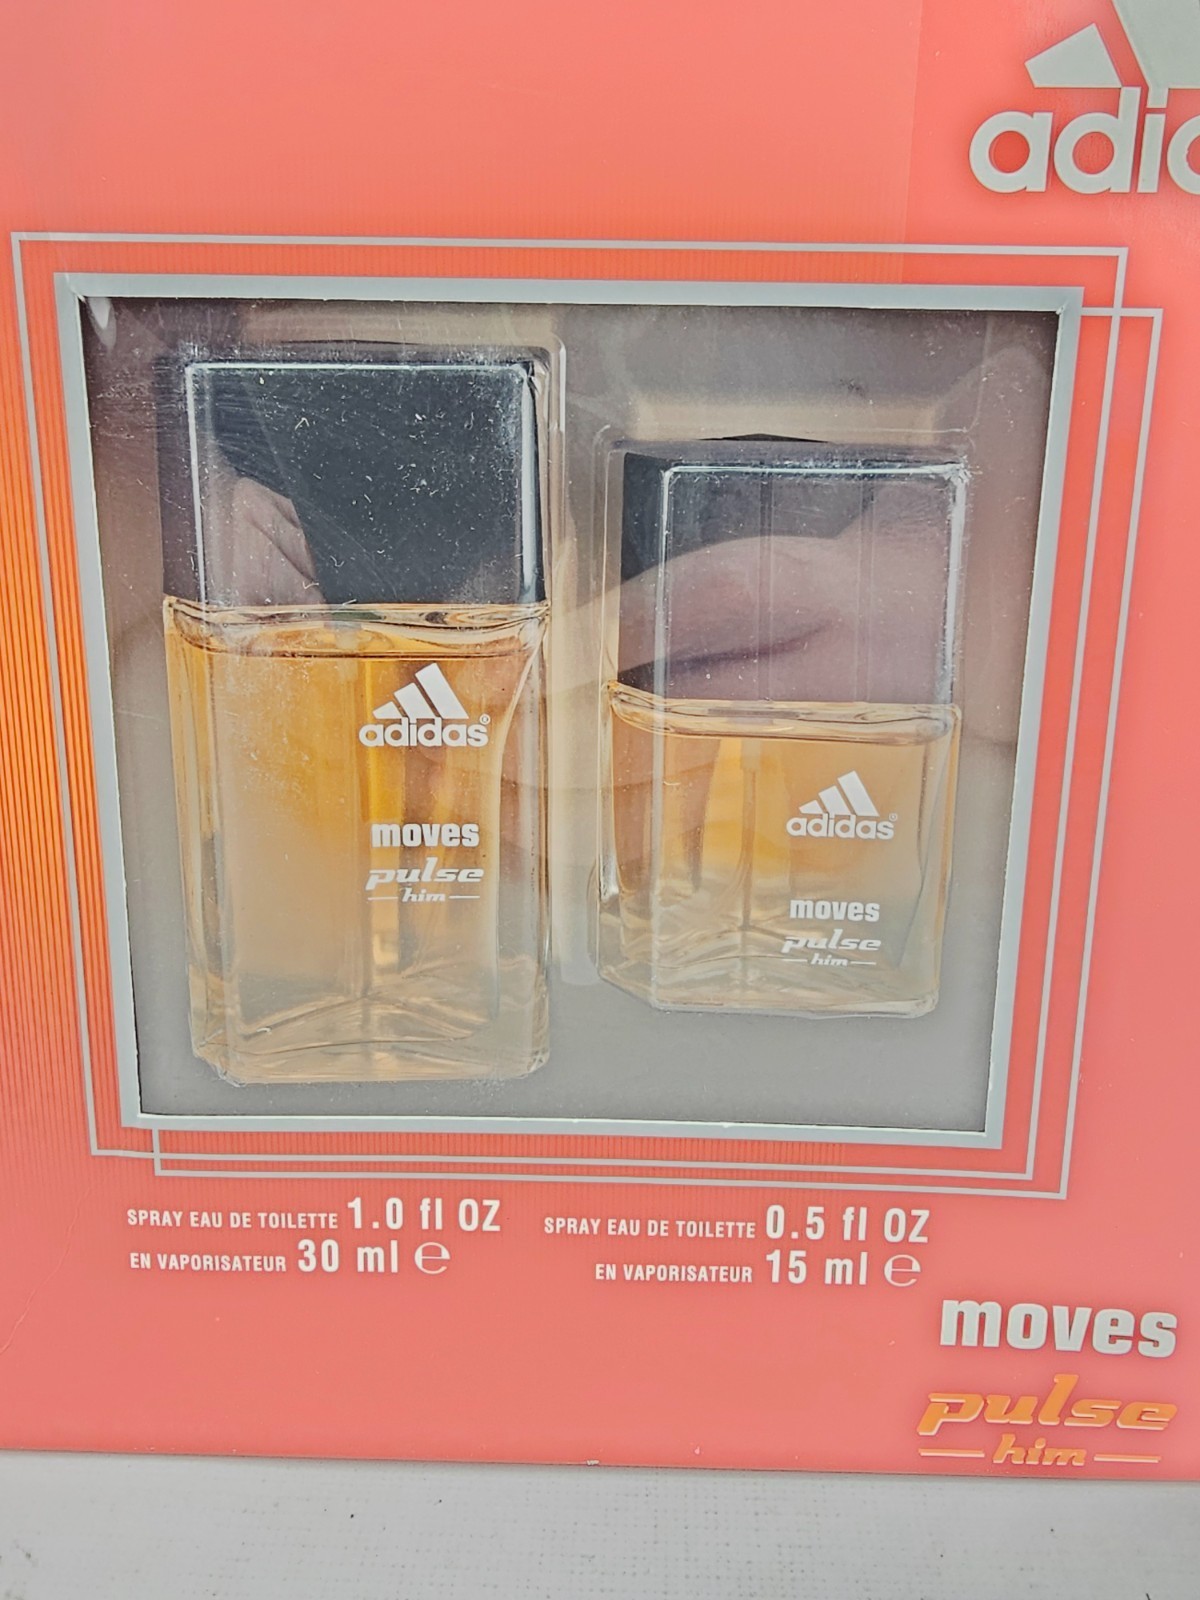 adid
adidas®
moves
pulse
him
adidas®
moves
pulse
him
SPRAY EAU DE TOILETTE 1.0 fl OZ
EN VAPORISATEUR 30 ml ℮
SPRAY EAU DE TOILETTE 0.5 fl OZ
EN VAPORISATEUR 15 ml ℮
moves
pulse
him